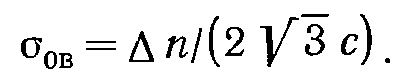 σ₀в = Δ n/(2 √3 c) .